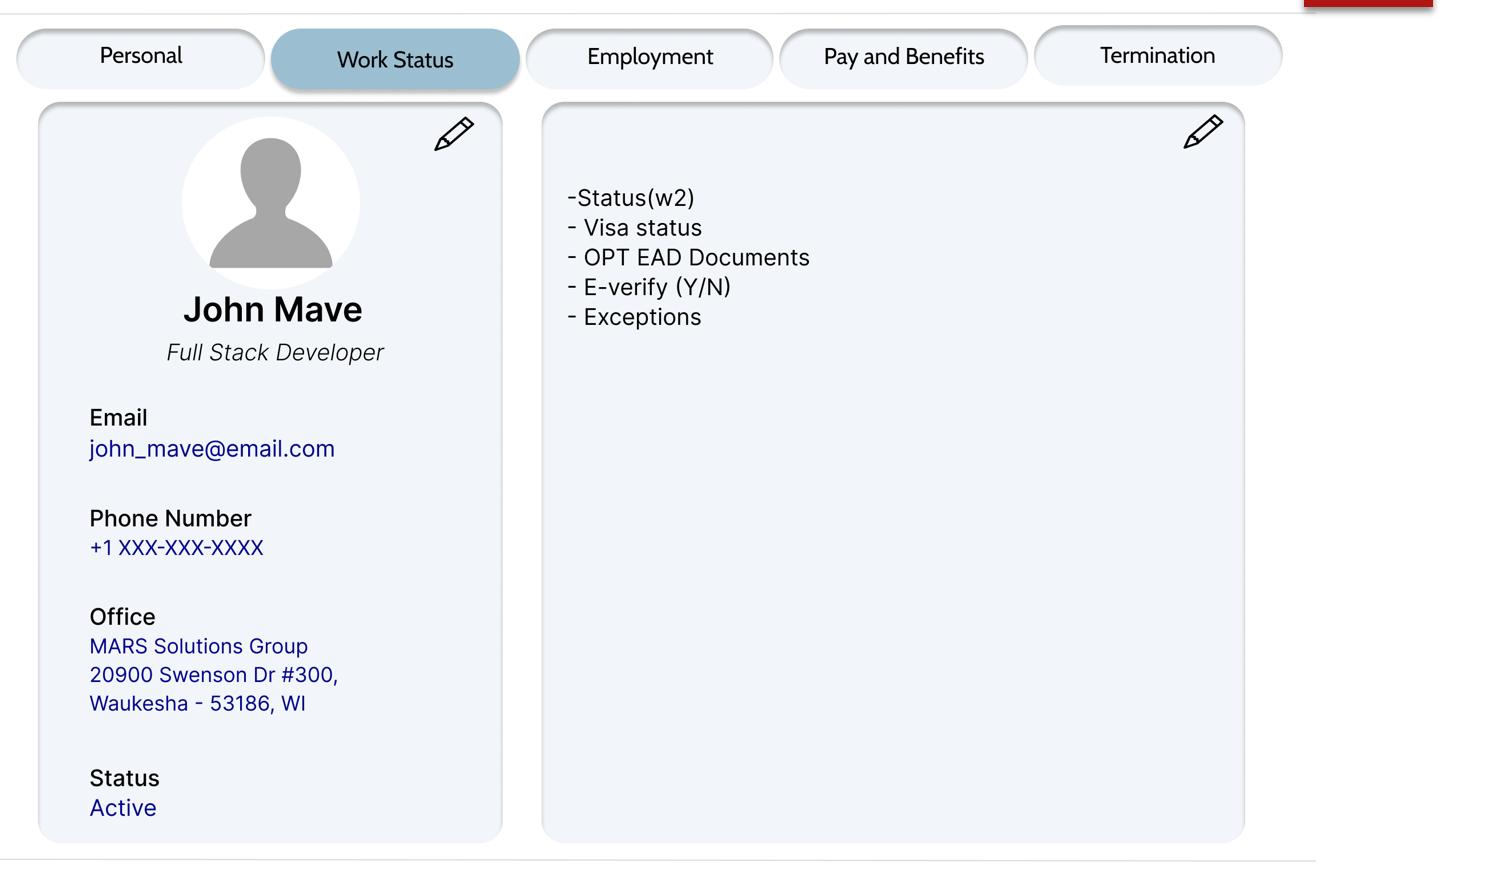 Personal
Work Status
Employment
Pay and Benefits
Termination
John Mave
Full Stack Developer
Email
john_mave@email.com
Phone Number
+1 XXX-XXX-XXXX
Office
MARS Solutions Group
20900 Swenson Dr #300,
Waukesha - 53186, WI
Status
Active
-Status(w2)
- Visa status
- OPT EAD Documents
- E-verify (Y/N)
- Exceptions